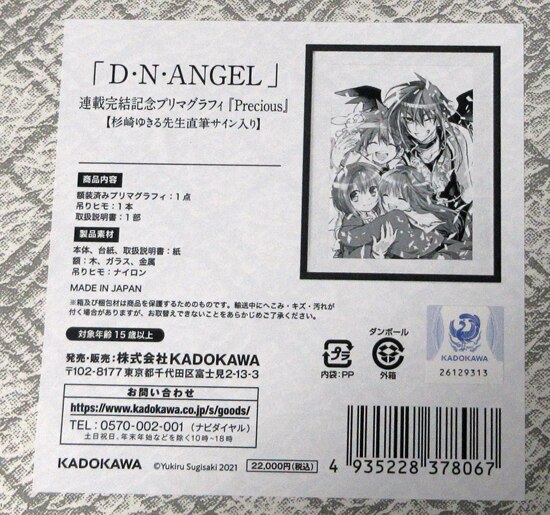 「D・N・ANGEL」
連載完結記念プリマグラフィ『Precious』
【杉崎ゆきる先生直筆サイン入り】
商品内容
額装済みプリマグラフィ：1点
吊りヒモ：1本
取扱説明書：1部
製品素材
本体、台紙、取扱説明書：紙
額：木、ガラス、金属
吊りヒモ：ナイロン
MADE IN JAPAN
※箱及び梱包材は商品を保護するためのものです。輸送中にへこみ・キズ・汚れが
付く場合がありますが、お取替えできないことをあらかじめご了承ください。
対象年齢15歳以上
発売・販売：株式会社KADOKAWA
〒102-8177 東京都千代田区富士見2-13-3
お問い合わせ
https://www.kadokawa.co.jp/s/goods/
TEL：0570-002-001（ナビダイヤル）
土日祝日、年末年始などを除く10時~18時
KADOKAWA ©Yukiru Sugisaki 2021 22,000円(税込)
プラ
内袋：PP
ダンボール
外箱
KADOKAWA
26129313
4 935228 378067